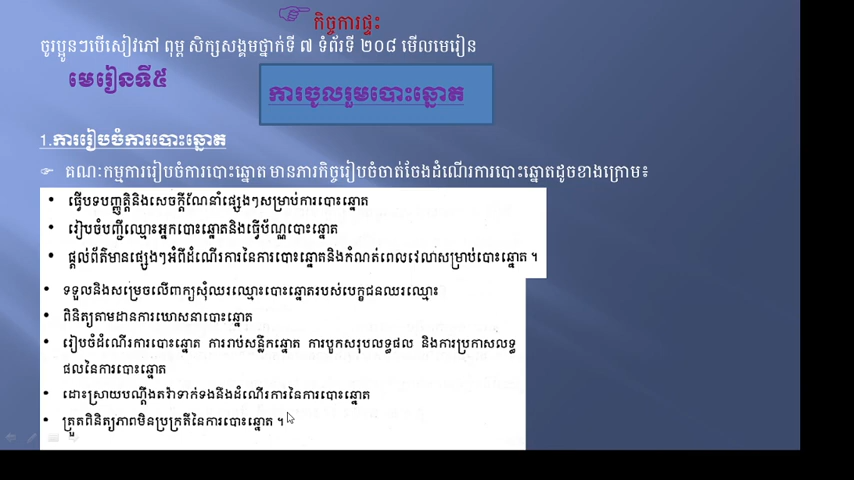 កិច្ចការផ្ទះ
ចូរប្អូនៗបើសៀវភៅ ពុម្ព សិក្សសង្គមថ្នាក់ទី ៧ ទំព័រទី ២០៨ មើលមេរៀន
មេរៀនទី៥
ការចូលរួមបោះឆ្នោត
1.ការរៀបចំការបោះឆ្នោត
☞ គណៈកម្មការរៀបចំការបោះឆ្នោត មានភារកិច្ចរៀបចំចាត់ចែងដំណើរការបោះឆ្នោតដូចខាងក្រោម៖
• ធ្វើបទបញ្ញត្តិនិងសេចក្តីណែនាំផ្សេងៗសម្រាប់ការបោះឆ្នោត
• រៀបចំបញ្ជីឈ្មោះអ្នកបោះឆ្នោតនិងធ្វើប័ណ្ណបោះឆ្នោត
• ផ្តល់ព័ត៌មានផ្សេងៗអំពីដំណើរការនៃការបោះឆ្នោតនិងកំណត់ពេលវេលាសម្រាប់បោះឆ្នោត ។
• ទទួលនិងសម្រេចលើពាក្យសុំឈរឈ្មោះបោះឆ្នោតរបស់បេក្ខជនឈរឈ្មោះ
• ពិនិត្យតាមដានការឃោសនាបោះឆ្នោត
• រៀបចំដំណើរការបោះឆ្នោត ការរាប់សន្លឹកឆ្នោត ការបូកសរុបលទ្ធផល និងការប្រកាសលទ្ធ
ផលនៃការបោះឆ្នោត
• ដោះស្រាយបណ្តឹងតវ៉ាទាក់ទងនឹងដំណើរការនៃការបោះឆ្នោត
• ត្រួតពិនិត្យភាពមិនប្រក្រតីនៃការបោះឆ្នោត ។